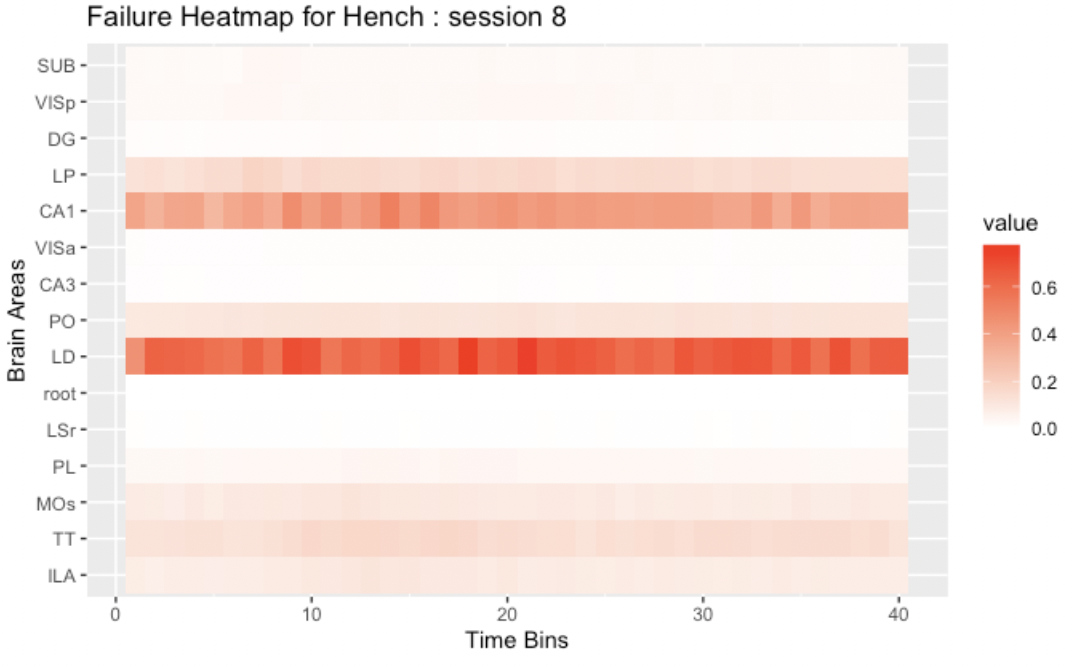 Failure Heatmap for Hench : session 8
SUB
VISp
DG
LP
CA1
VISa
CA3
PO
LD
root
LSr
PL
MOs
TT
ILA
Brain Areas
0 10 20 30 40
Time Bins
value
0.6
0.4
0.2
0.0